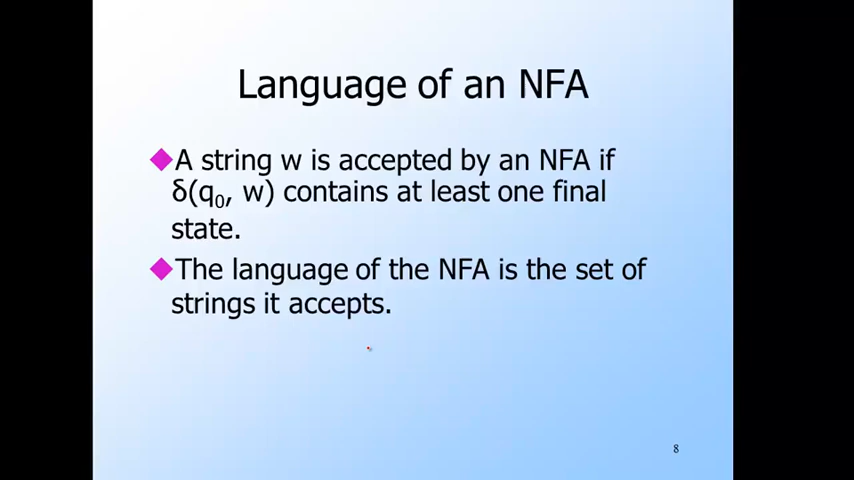 Language of an NFA
A string w is accepted by an NFA if
δ(q₀, w) contains at least one final
state.
The language of the NFA is the set of
strings it accepts.
8